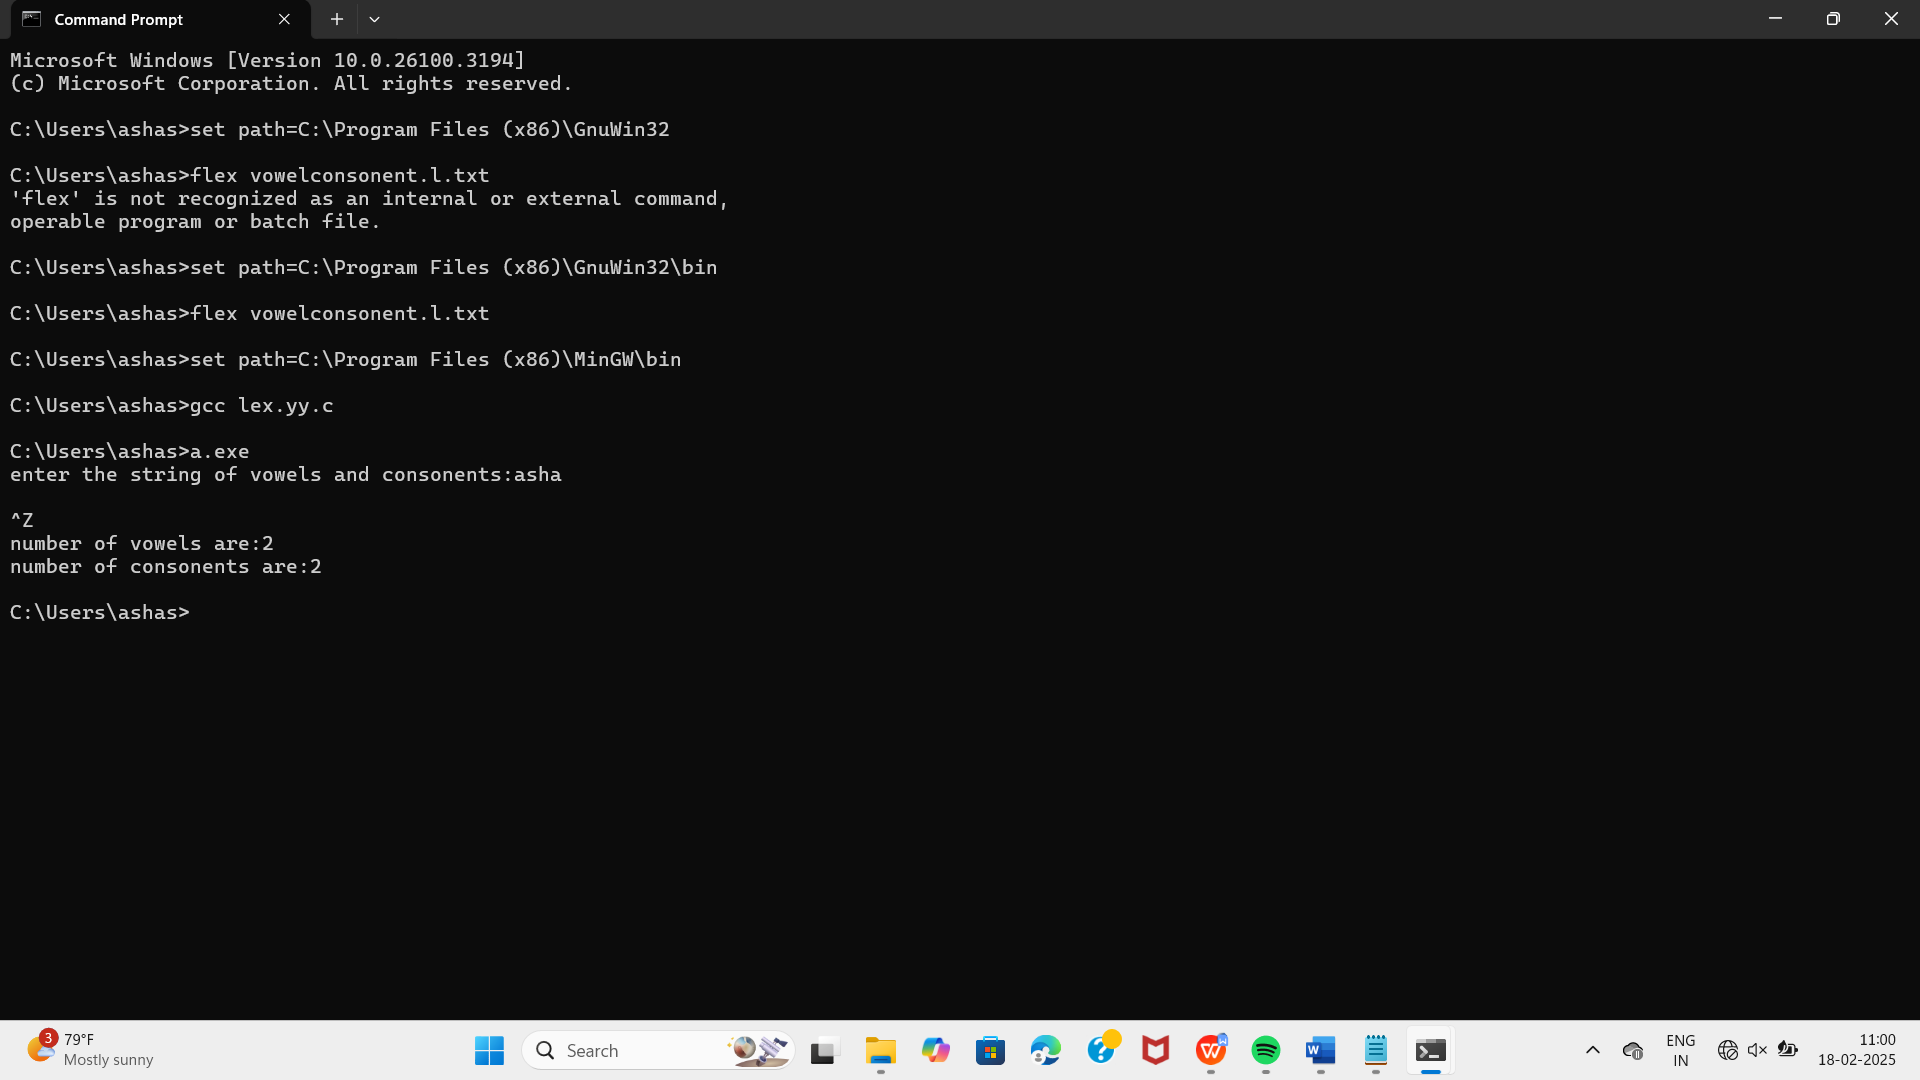 Command Prompt
Microsoft Windows [Version 10.0.26100.3194]
(c) Microsoft Corporation. All rights reserved.
C:\Users\ashas>set path=C:\Program Files (x86)\GnuWin32
C:\Users\ashas>flex vowelconsonent.l.txt
'flex' is not recognized as an internal or external command,
operable program or batch file.
C:\Users\ashas>set path=C:\Program Files (x86)\GnuWin32\bin
C:\Users\ashas>flex vowelconsonent.l.txt
C:\Users\ashas>set path=C:\Program Files (x86)\MinGW\bin
C:\Users\ashas>gcc lex.yy.c
C:\Users\ashas>a.exe
enter the string of vowels and consonents:asha
^Z
number of vowels are:2
number of consonents are:2
C:\Users\ashas>
3
79°F
Mostly sunny
Search
W
W
W
ENG
IN
11:00
18-02-2025